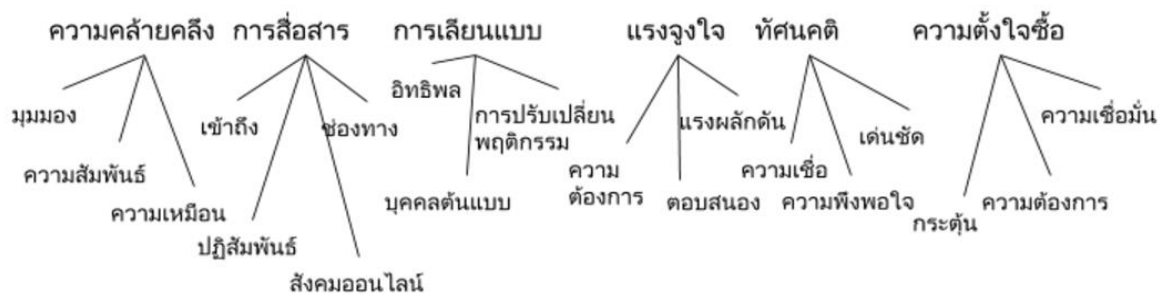 ความคล้ายคลึง
การสื่อสาร
การเลียนแบบ
แรงจูงใจ
ทัศนคติ
ความตั้งใจซื้อ
มุมมอง
ความสัมพันธ์
ความเหมือน
เข้าถึง
ปฏิสัมพันธ์
สังคมออนไลน์
ช่องทาง
อิทธิพล
บุคคลต้นแบบ
การปรับเปลี่ยน
พฤติกรรม
ความ
ต้องการ
ตอบสนอง
แรงผลักดัน
ความเชื่อ
ความพึงพอใจ
เด่นชัด
กระตุ้น
ความต้องการ
ความเชื่อมั่น